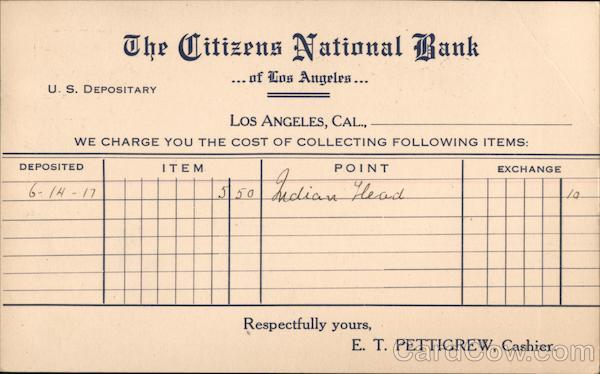 The Citizens National Bank
...of Los Angeles...
U. S. DEPOSITARY
LOS ANGELES, CAL.,
WE CHARGE YOU THE COST OF COLLECTING FOLLOWING ITEMS:
DEPOSITED ITEM POINT EXCHANGE
6-14-17 5 50 Indian Head 10
Respectfully yours,
E. T. PETTIGREW, Cashier.
CardCow.com